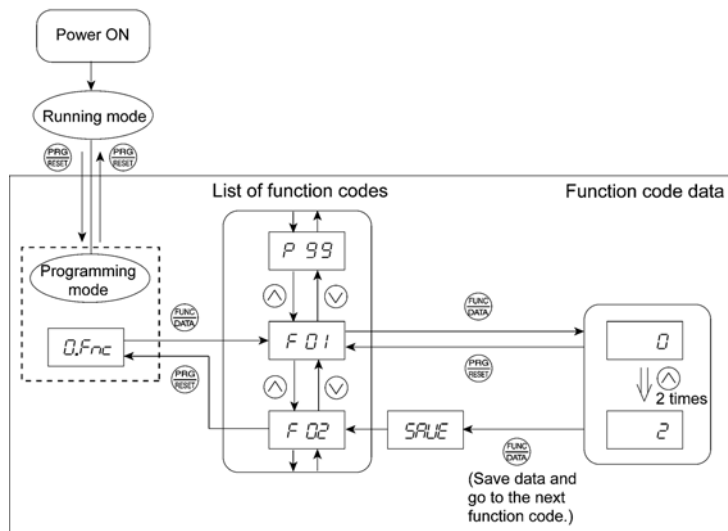 Power ON
Running mode
PRG
RESET
PRG
RESET
List of function codes
Function code data
P 99
Programming
mode
FUNC
DATA
FUNC
DATA
0.Fnc
F 01
0
PRG
RESET
PRG
RESET
2 times
F 02
SAVE
2
FUNC
DATA
(Save data and
go to the next
function code.)